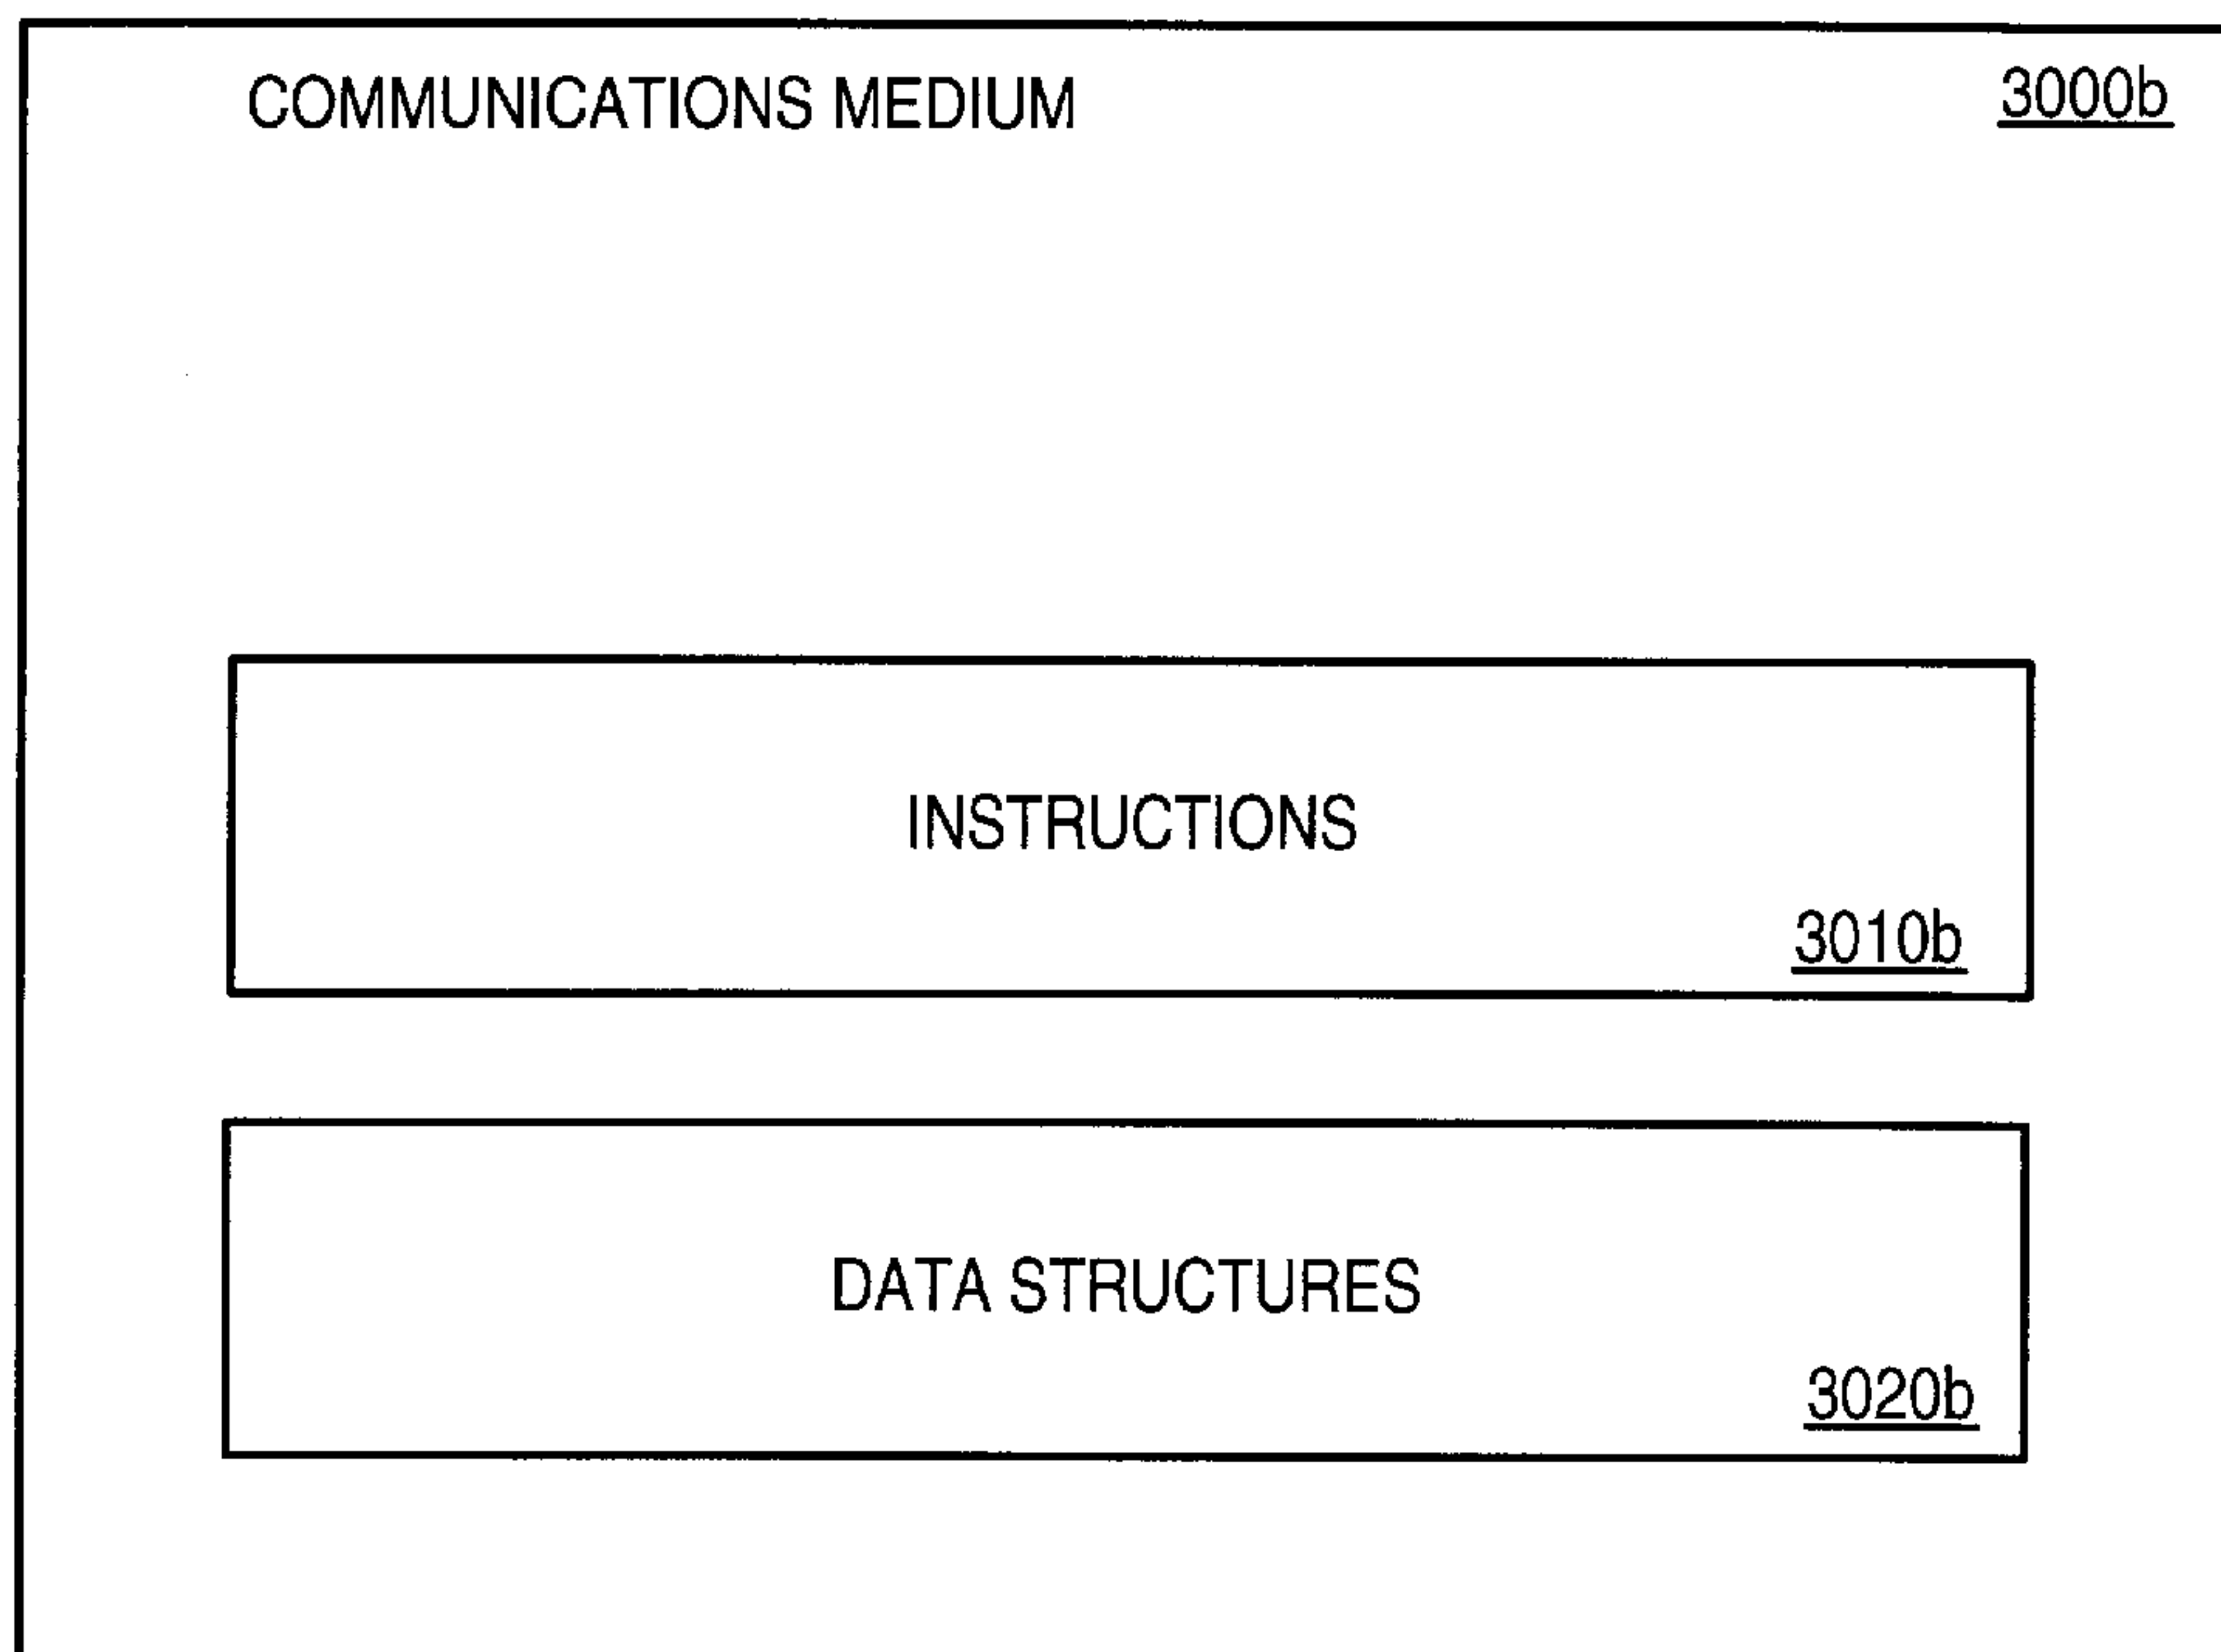 COMMUNICATIONS MEDIUM 3000b
INSTRUCTIONS
3010b
DATA STRUCTURES
3020b